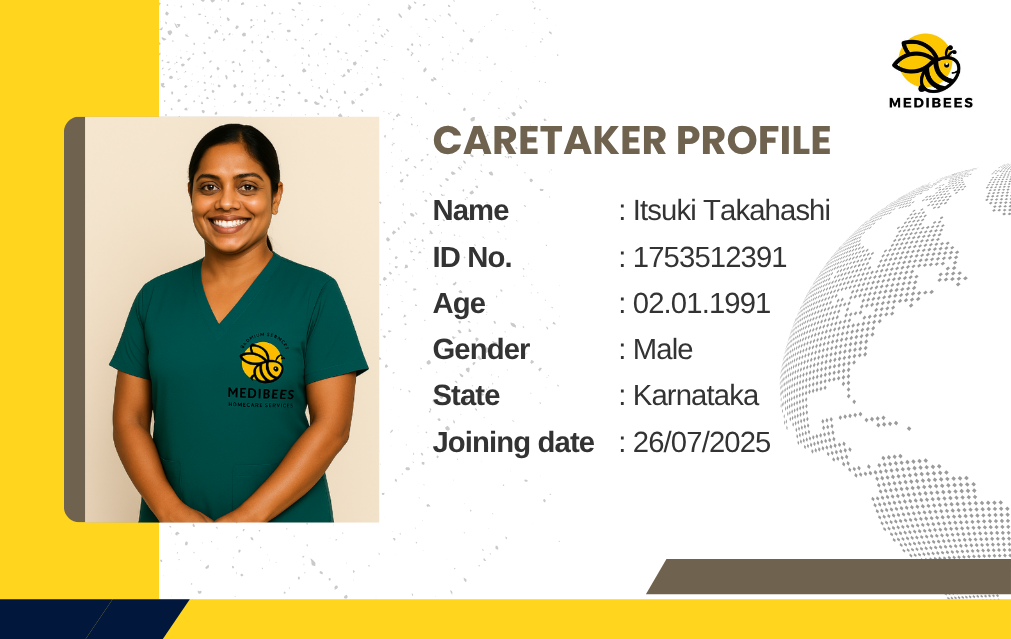 MEDIBEES
CARETAKER PROFILE
Name : Itsuki Takahashi
ID No. : 1753512391
Age : 02.01.1991
Gender : Male
State : Karnataka
Joining date : 26/07/2025
MEDIBEES
HOMECARE SERVICES